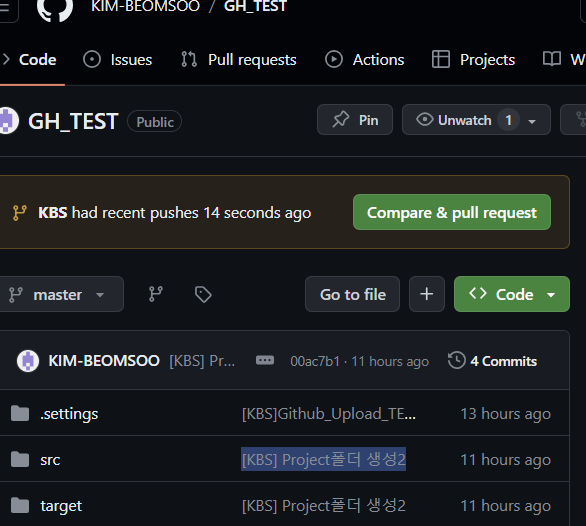 KIM-BEOMSOO / GH_TEST
Code Issues Pull requests Actions Projects W
GH_TEST Public Pin Unwatch 1
KBS had recent pushes 14 seconds ago Compare & pull request
master Go to file + <> Code
KIM-BEOMSOO [KBS] Pr... 00ac7b1 · 11 hours ago 4 Commits
.settings [KBS]Github_Upload_TE... 13 hours ago
src [KBS] Project폴더 생성2 11 hours ago
target [KBS] Project폴더 생성2 11 hours ago